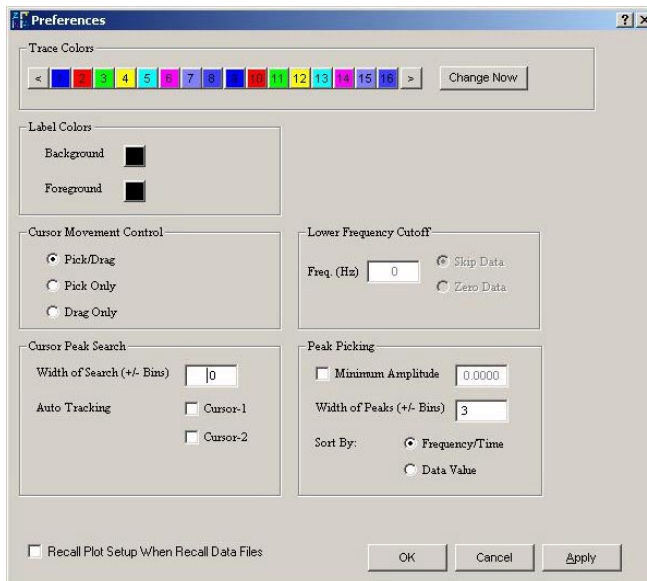 Preferences
Trace Colors
< 1 2 3 4 5 6 7 8 9 10 11 12 13 14 15 16 > Change Now
Label Colors
Background
Foreground
Cursor Movement Control
Pick/Drag
Pick Only
Drag Only
Lower Frequency Cutoff
Freq. (Hz) 0 Skip Data
Zero Data
Cursor Peak Search
Width of Search (+/- Bins) 0
Auto Tracking Cursor-1
Cursor-2
Peak Picking
Minimum Amplitude 0.0000
Width of Peaks (+/- Bins) 3
Sort By: Frequency/Time
Data Value
Recall Plot Setup When Recall Data Files
OK Cancel Apply